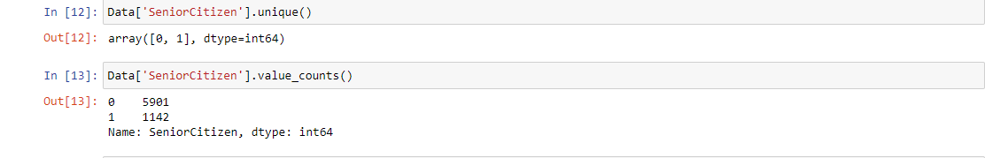 In [12]: Data['SeniorCitizen'].unique()
Out[12]: array([0, 1], dtype=int64)
In [13]: Data['SeniorCitizen'].value_counts()
Out[13]: 0    5901
1    1142
Name: SeniorCitizen, dtype: int64